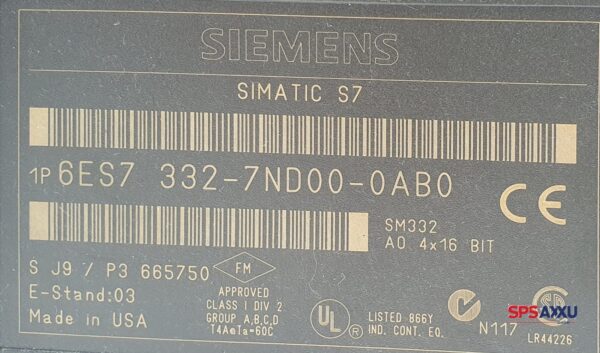 SIEMENS
SIMATIC S7
1P 6ES7 332-7ND00-0AB0
CE
SM332
AO 4x16 BIT
S J9 / P3 665750
FM
E-Stand:03
Made in USA
APPROVED
CLASS I DIV 2
GROUP A,B,C,D
T4AeTa-60C
UL
LISTED 866Y
IND. CONT. EQ.
N117
SPSAXXU
LR44226